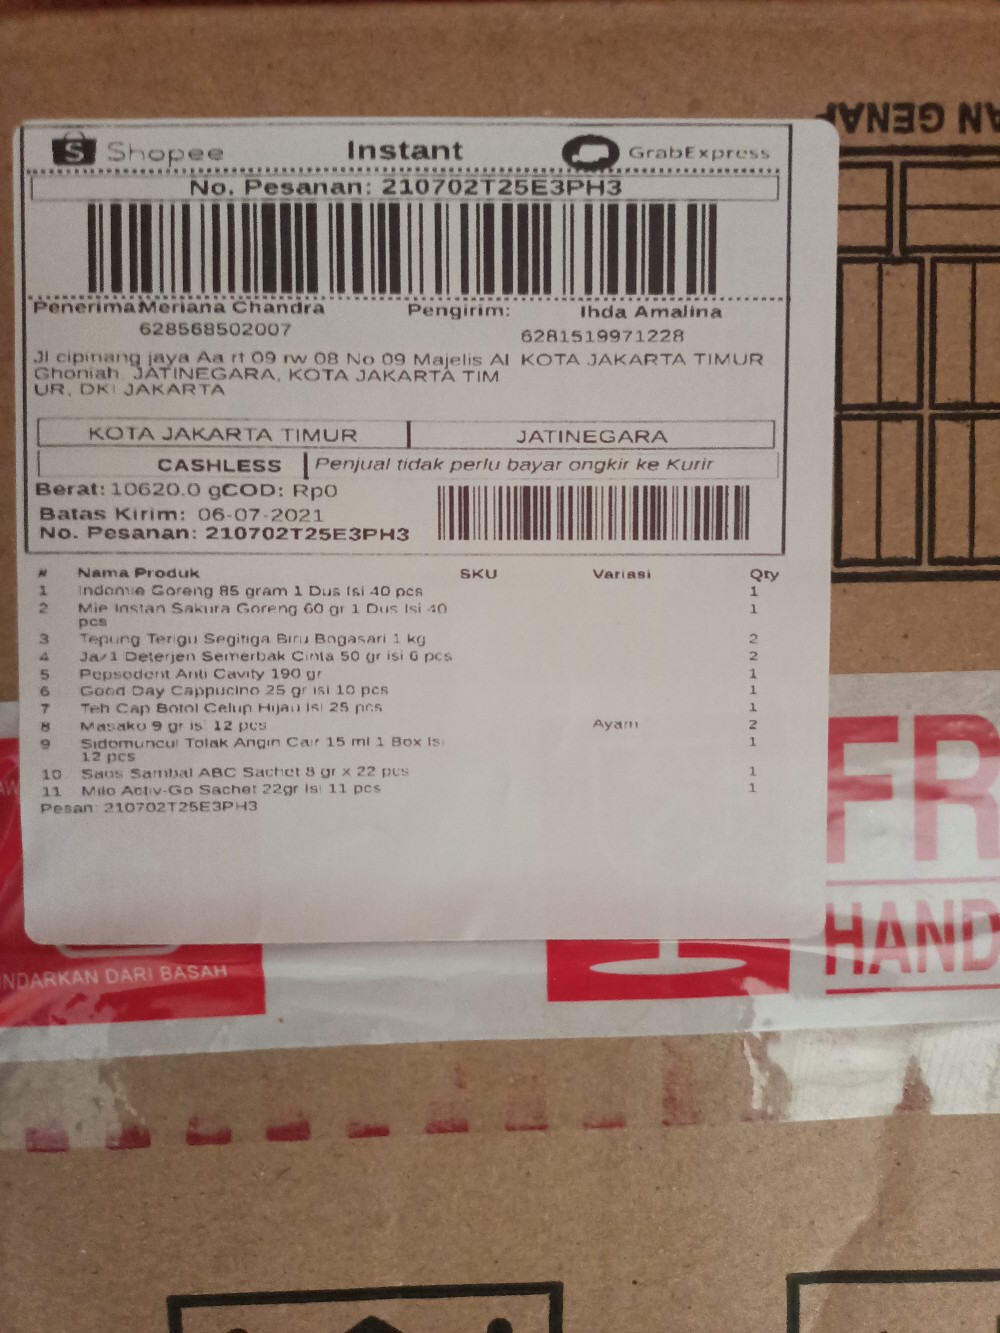 AN GENAP
Shopee Instant GrabExpress
No. Pesanan: 210702T25E3PH3
Penerima: Meriana Chandra Pengirim: Ihda Amalina
628568502007 6281519971228
Jl cipinang jaya Aa rt 09 rw 08 No 09 Majelis Al KOTA JAKARTA TIMUR
Ghoniah, JATINEGARA, KOTA JAKARTA TIM
UR, DKI JAKARTA
KOTA JAKARTA TIMUR JATINEGARA
CASHLESS Penjual tidak perlu bayar ongkir ke Kurir
Berat: 10620.0 gCOD: Rp0
Batas Kirim: 06-07-2021
No. Pesanan: 210702T25E3PH3
# Nama Produk SKU Variasi Qty
1 Indomie Goreng 85 gram 1 Dus Isi 40 pcs 1
2 Mie Instan Sakura Goreng 60 gr 1 Dus Isi 40 1
pcs
3 Tepung Terigu Segitiga Biru Bogasari 1 kg 2
4 Jaz1 Deterjen Semerbak Cinta 50 gr isi 6 pcs 2
5 Pepsodent Anti Cavity 190 gr 1
6 Good Day Cappucino 25 gr isi 10 pcs 1
7 Teh Cap Botol Celup Hijau Isi 25 pcs 1
8 Masako 9 gr isi 12 pcs Ayam 2
9 Sidomuncul Tolak Angin Cair 15 ml 1 Box Isi 1
12 pcs
10 Saus Sambal ABC Sachet 8 gr x 22 pcs 1
11 Milo Activ-Go Sachet 22gr Isi 11 pcs 1
Pesan: 210702T25E3PH3
FR
HAND
NDARKAN DARI BASAH